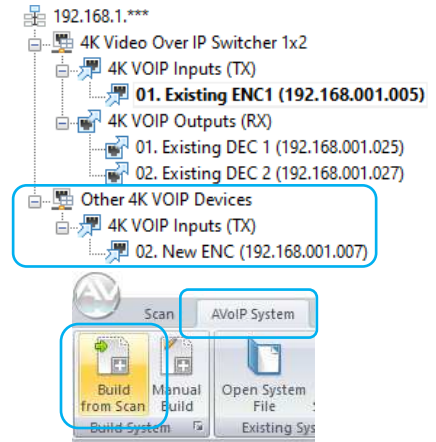 192.168.1.***
4K Video Over IP Switcher 1x2
4K VOIP Inputs (TX)
01. Existing ENC1 (192.168.001.005)
4K VOIP Outputs (RX)
01. Existing DEC 1 (192.168.001.025)
02. Existing DEC 2 (192.168.001.027)
Other 4K VOIP Devices
4K VOIP Inputs (TX)
02. New ENC (192.168.001.007)
AV
Scan AVoIP System
Build Manual Open System
from Scan Build File
Build System Existing Sys